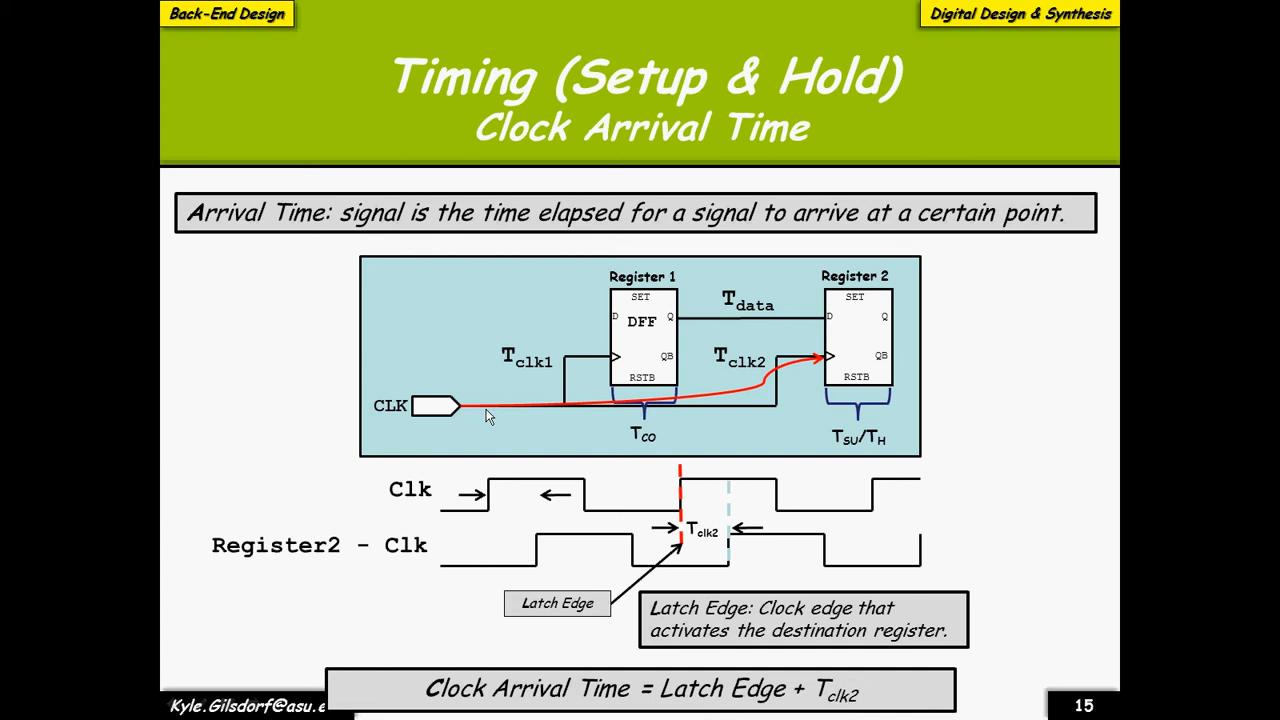 Back-End Design
Digital Design & Synthesis
Timing (Setup & Hold)
Clock Arrival Time
Arrival Time: signal is the time elapsed for a signal to arrive at a certain point.
Register 1
Register 2
SET
SET
D
DFF
Q
Tdata
D
Q
Tclk1
QB
Tclk2
QB
RSTB
RSTB
CLK
TCO
TSU/TH
Clk
Tclk2
Register2 - Clk
Latch Edge
Latch Edge: Clock edge that
activates the destination register.
Clock Arrival Time = Latch Edge + Tclk2
Kyle.Gilsdorf@asu.e
15